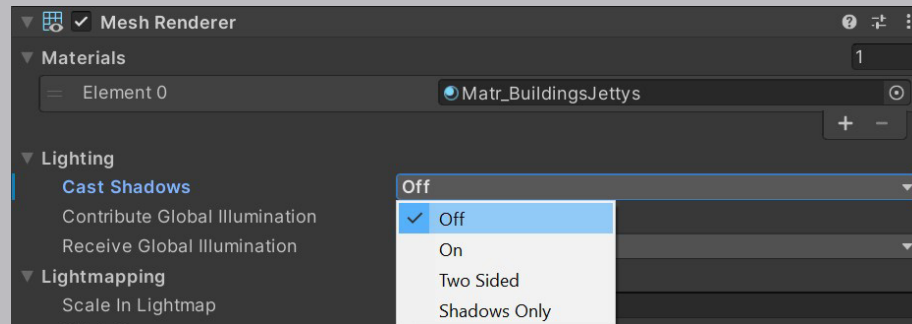 Mesh Renderer
Materials 1
Element 0 Matr_BuildingsJettys
+ −
Lighting
Cast Shadows Off
Contribute Global Illumination Off
Receive Global Illumination On
Lightmapping Two Sided
Scale In Lightmap Shadows Only